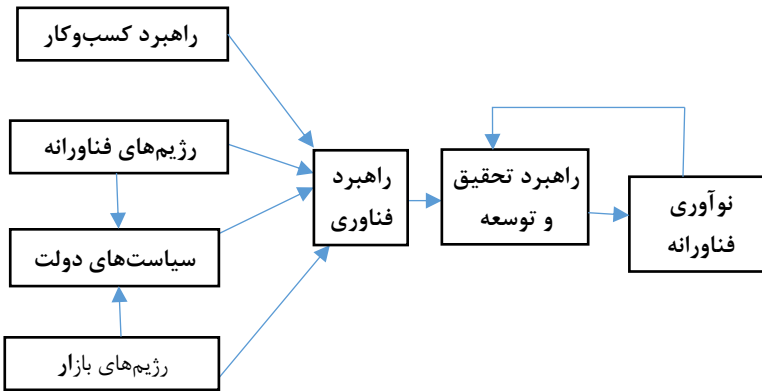 راهبرد کسب‌وکار
رژیم‌های فناورانه
سیاست‌های دولت
رژیم‌های بازار
راهبرد
فناوری
راهبرد تحقیق
و توسعه
نوآوری
فناورانه